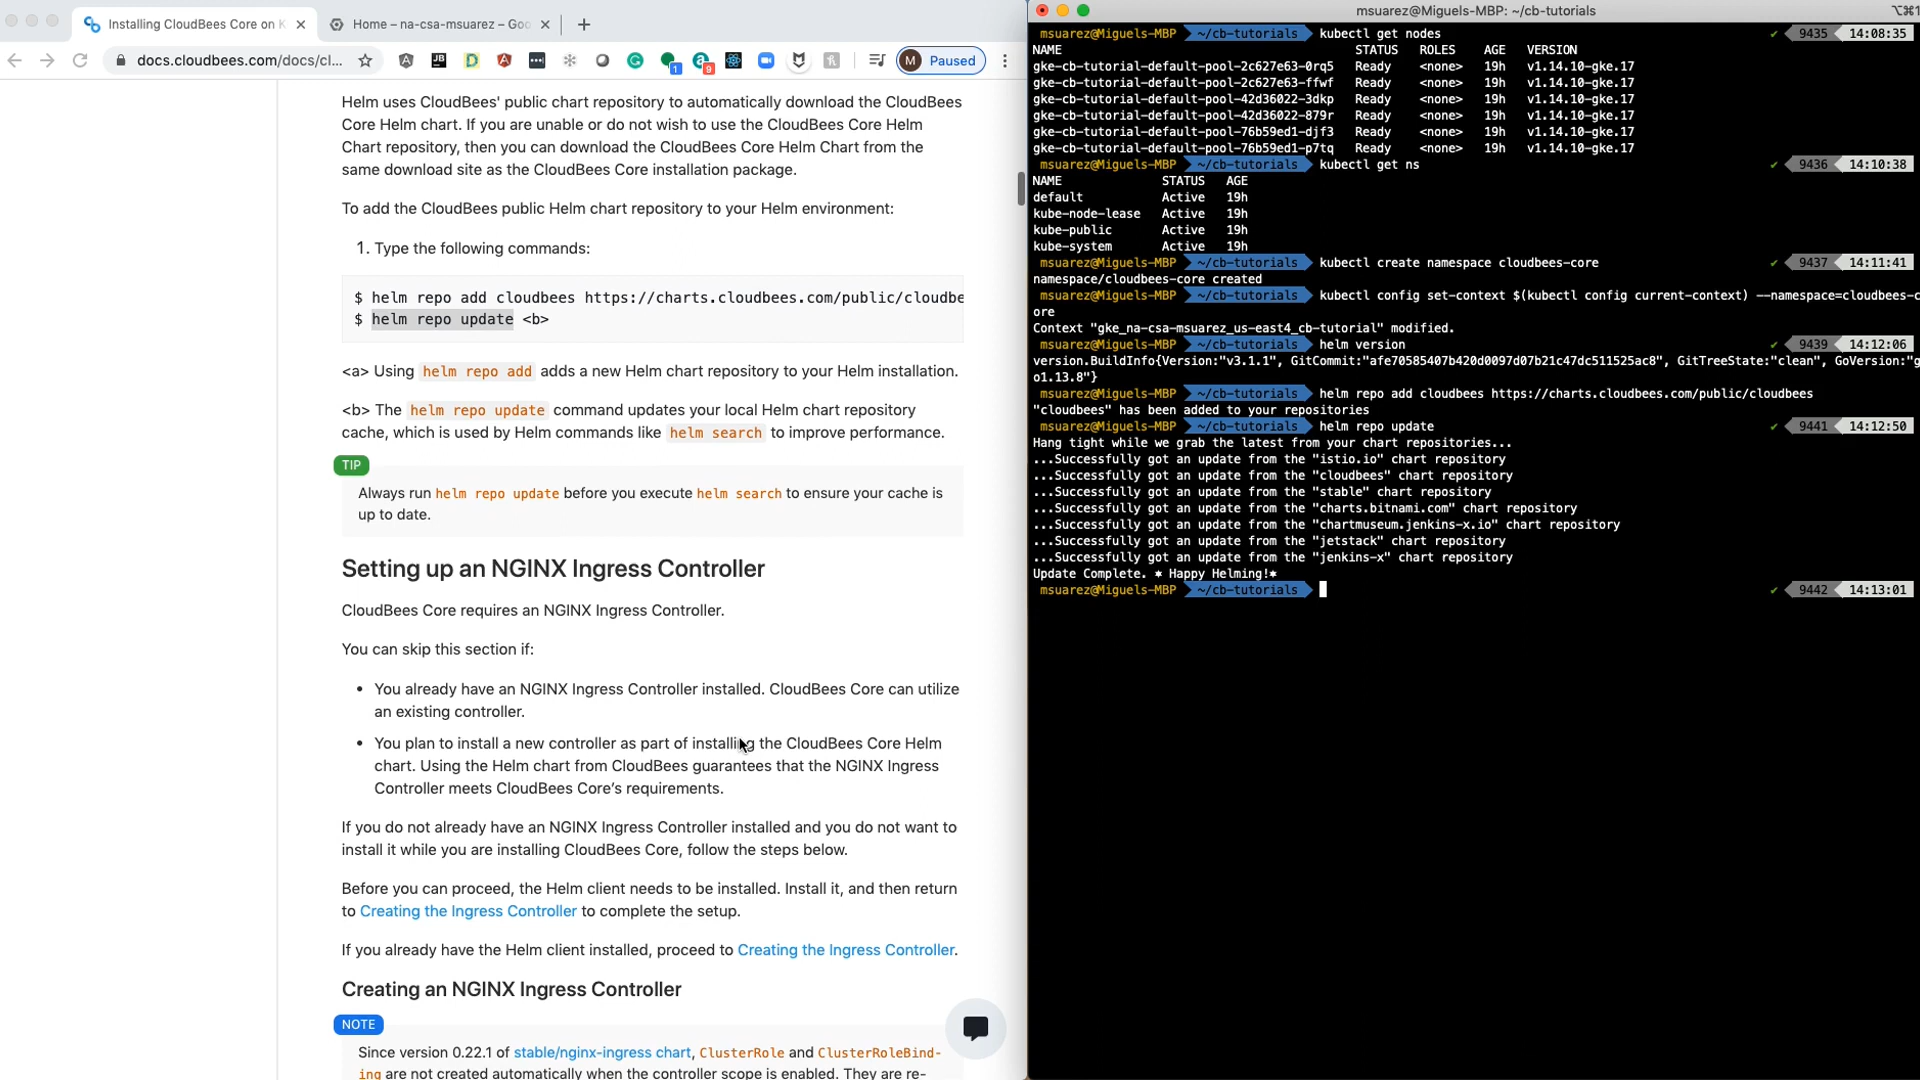 Installing CloudBees Core on K
Home – na-csa-msuarez – Goo
docs.cloudbees.com/docs/cl...
JB
D
1
9
M Paused
Helm uses CloudBees' public chart repository to automatically download the CloudBees
Core Helm chart. If you are unable or do not wish to use the CloudBees Core Helm
Chart repository, then you can download the CloudBees Core Helm Chart from the
same download site as the CloudBees Core installation package.
To add the CloudBees public Helm chart repository to your Helm environment:
1. Type the following commands:
$ helm repo add cloudbees https://charts.cloudbees.com/public/cloudbe
$ helm repo update <b>
<a> Using helm repo add adds a new Helm chart repository to your Helm installation.
<b> The helm repo update command updates your local Helm chart repository
cache, which is used by Helm commands like helm search to improve performance.
TIP
Always run helm repo update before you execute helm search to ensure your cache is
up to date.
Setting up an NGINX Ingress Controller
CloudBees Core requires an NGINX Ingress Controller.
You can skip this section if:
• You already have an NGINX Ingress Controller installed. CloudBees Core can utilize
an existing controller.
• You plan to install a new controller as part of installing the CloudBees Core Helm
chart. Using the Helm chart from CloudBees guarantees that the NGINX Ingress
Controller meets CloudBees Core’s requirements.
If you do not already have an NGINX Ingress Controller installed and you do not want to
install it while you are installing CloudBees Core, follow the steps below.
Before you can proceed, the Helm client needs to be installed. Install it, and then return
to Creating the Ingress Controller to complete the setup.
If you already have the Helm client installed, proceed to Creating the Ingress Controller.
Creating an NGINX Ingress Controller
NOTE
Since version 0.22.1 of stable/nginx-ingress chart, ClusterRole and ClusterRoleBind-
ing are not created automatically when the controller scope is enabled. They are re-
msuarez@Miguels-MBP: ~/cb-tutorials ⌥⌘1
msuarez@Miguels-MBP ~/cb-tutorials kubectl get nodes ✓ 9435 14:08:35
NAME STATUS ROLES AGE VERSION
gke-cb-tutorial-default-pool-2c627e63-0rq5 Ready <none> 19h v1.14.10-gke.17
gke-cb-tutorial-default-pool-2c627e63-ffwf Ready <none> 19h v1.14.10-gke.17
gke-cb-tutorial-default-pool-42d36022-3dkp Ready <none> 19h v1.14.10-gke.17
gke-cb-tutorial-default-pool-42d36022-879r Ready <none> 19h v1.14.10-gke.17
gke-cb-tutorial-default-pool-76b59ed1-djf3 Ready <none> 19h v1.14.10-gke.17
gke-cb-tutorial-default-pool-76b59ed1-p7tq Ready <none> 19h v1.14.10-gke.17
msuarez@Miguels-MBP ~/cb-tutorials kubectl get ns ✓ 9436 14:10:38
NAME STATUS AGE
default Active 19h
kube-node-lease Active 19h
kube-public Active 19h
kube-system Active 19h
msuarez@Miguels-MBP ~/cb-tutorials kubectl create namespace cloudbees-core ✓ 9437 14:11:41
namespace/cloudbees-core created
msuarez@Miguels-MBP ~/cb-tutorials kubectl config set-context $(kubectl config current-context) --namespace=cloudbees-c
ore
Context "gke_na-csa-msuarez_us-east4_cb-tutorial" modified.
msuarez@Miguels-MBP ~/cb-tutorials helm version ✓ 9439 14:12:06
version.BuildInfo{Version:"v3.1.1", GitCommit:"afe70585407b420d0097d07b21c47dc511525ac8", GitTreeState:"clean", GoVersion:"g
o1.13.8"}
msuarez@Miguels-MBP ~/cb-tutorials helm repo add cloudbees https://charts.cloudbees.com/public/cloudbees
"cloudbees" has been added to your repositories
msuarez@Miguels-MBP ~/cb-tutorials helm repo update ✓ 9441 14:12:50
Hang tight while we grab the latest from your chart repositories...
...Successfully got an update from the "istio.io" chart repository
...Successfully got an update from the "cloudbees" chart repository
...Successfully got an update from the "stable" chart repository
...Successfully got an update from the "charts.bitnami.com" chart repository
...Successfully got an update from the "chartmuseum.jenkins-x.io" chart repository
...Successfully got an update from the "jetstack" chart repository
...Successfully got an update from the "jenkins-x" chart repository
Update Complete. ⎈ Happy Helming!⎈
msuarez@Miguels-MBP ~/cb-tutorials ✓ 9442 14:13:01